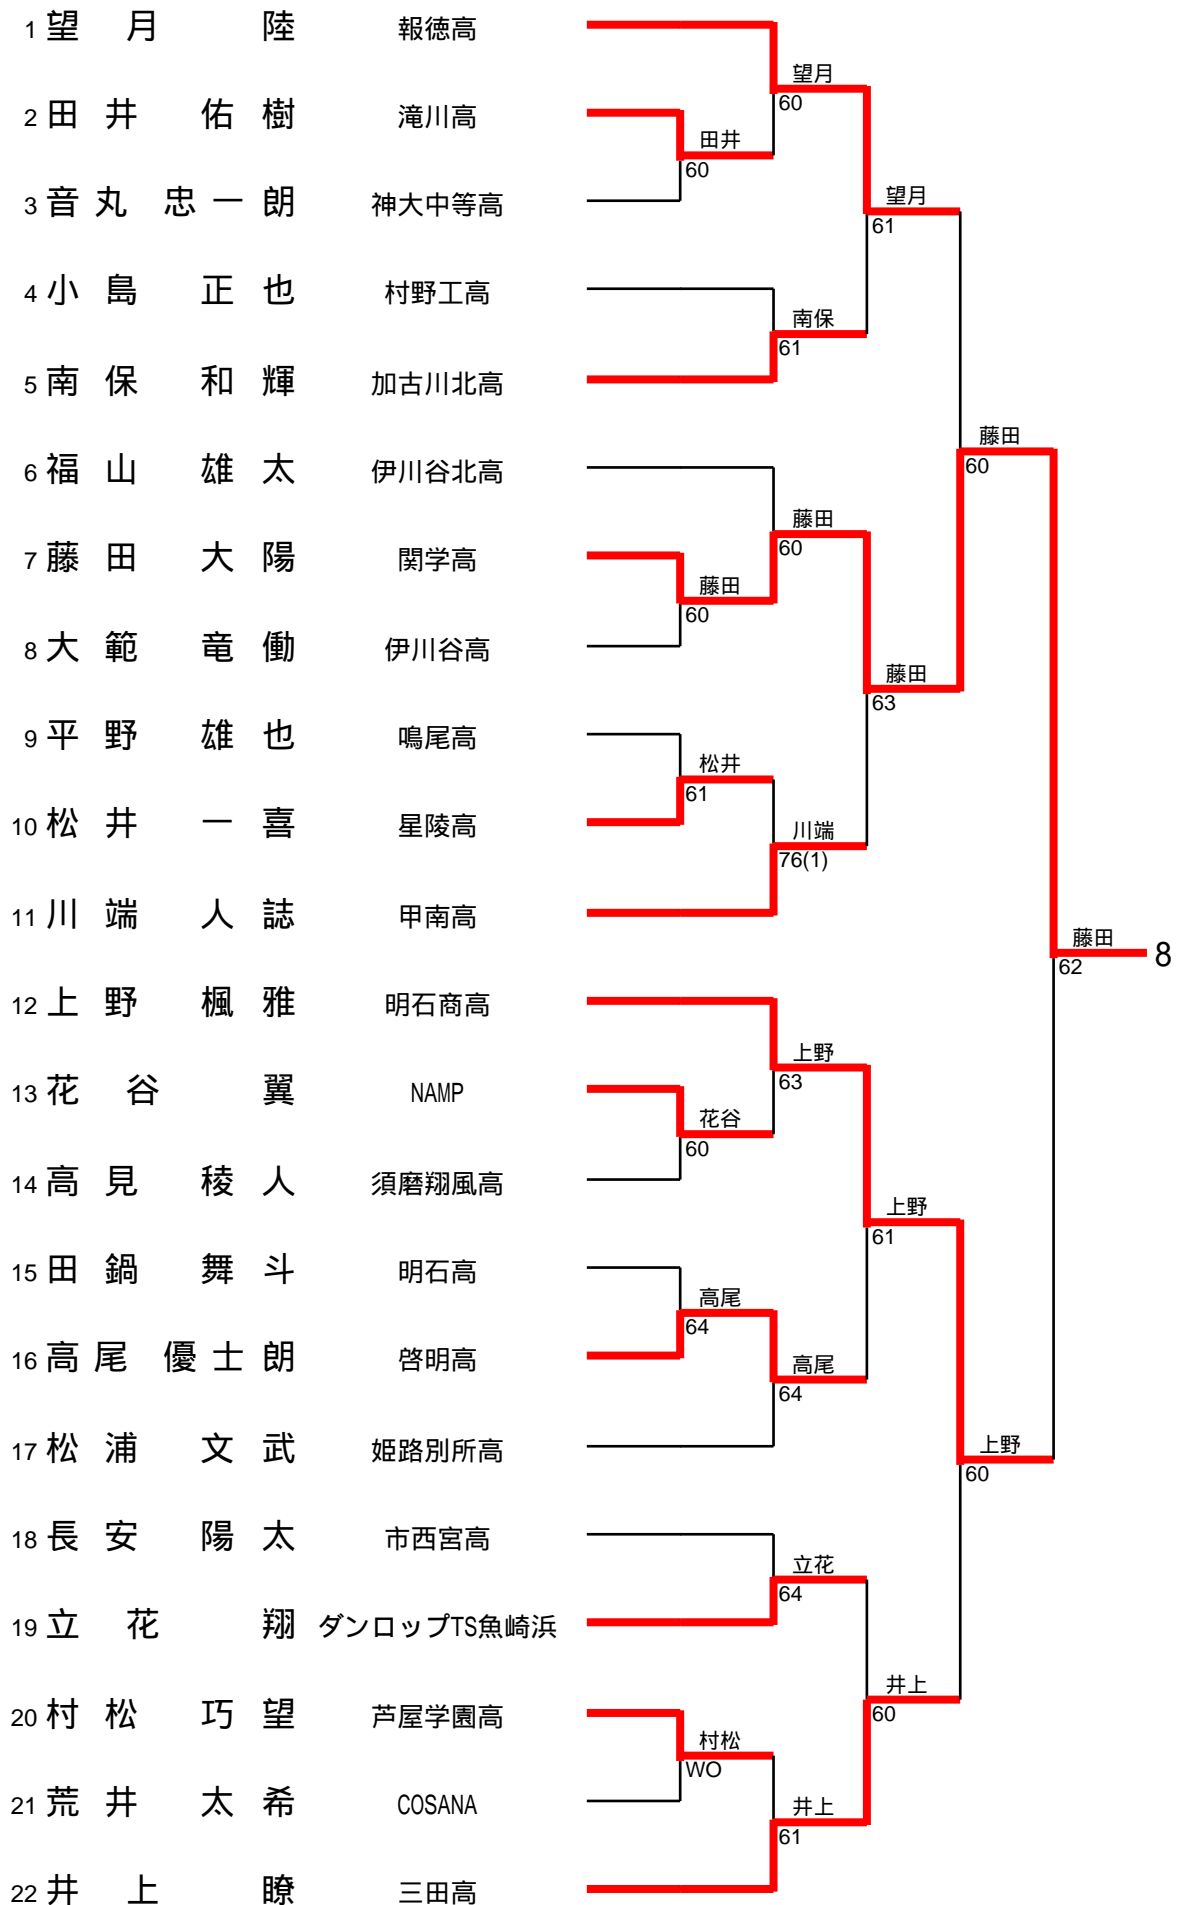 1 望月 陸 報徳高
望月
60
2 田井 佑樹 滝川高
田井
60
3 音丸 忠一朗 神大中等高
望月
61
4 小島 正也 村野工高
南保
61
5 南保 和輝 加古川北高
藤田
60
6 福山 雄太 伊川谷北高
藤田
60
7 藤田 大陽 関学高
藤田
60
8 大範 竜働 伊川谷高
藤田
63
9 平野 雄也 鳴尾高
松井
61
10 松井 一喜 星陵高
川端
76(1)
11 川端 人誌 甲南高
藤田 8
62
12 上野 楓雅 明石商高
上野
63
13 花谷 翼 NAMP
花谷
60
14 高見 稜人 須磨翔風高
上野
61
15 田鍋 舞斗 明石高
高尾
64
16 高尾 優士朗 啓明高
高尾
64
17 松浦 文武 姫路別所高
上野
60
18 長安 陽太 市西宮高
立花
64
19 立花 翔 ダンロップTS魚崎浜
井上
60
20 村松 巧望 芦屋学園高
村松
WO
21 荒井 太希 COSANA
井上
61
22 井上 瞭 三田高